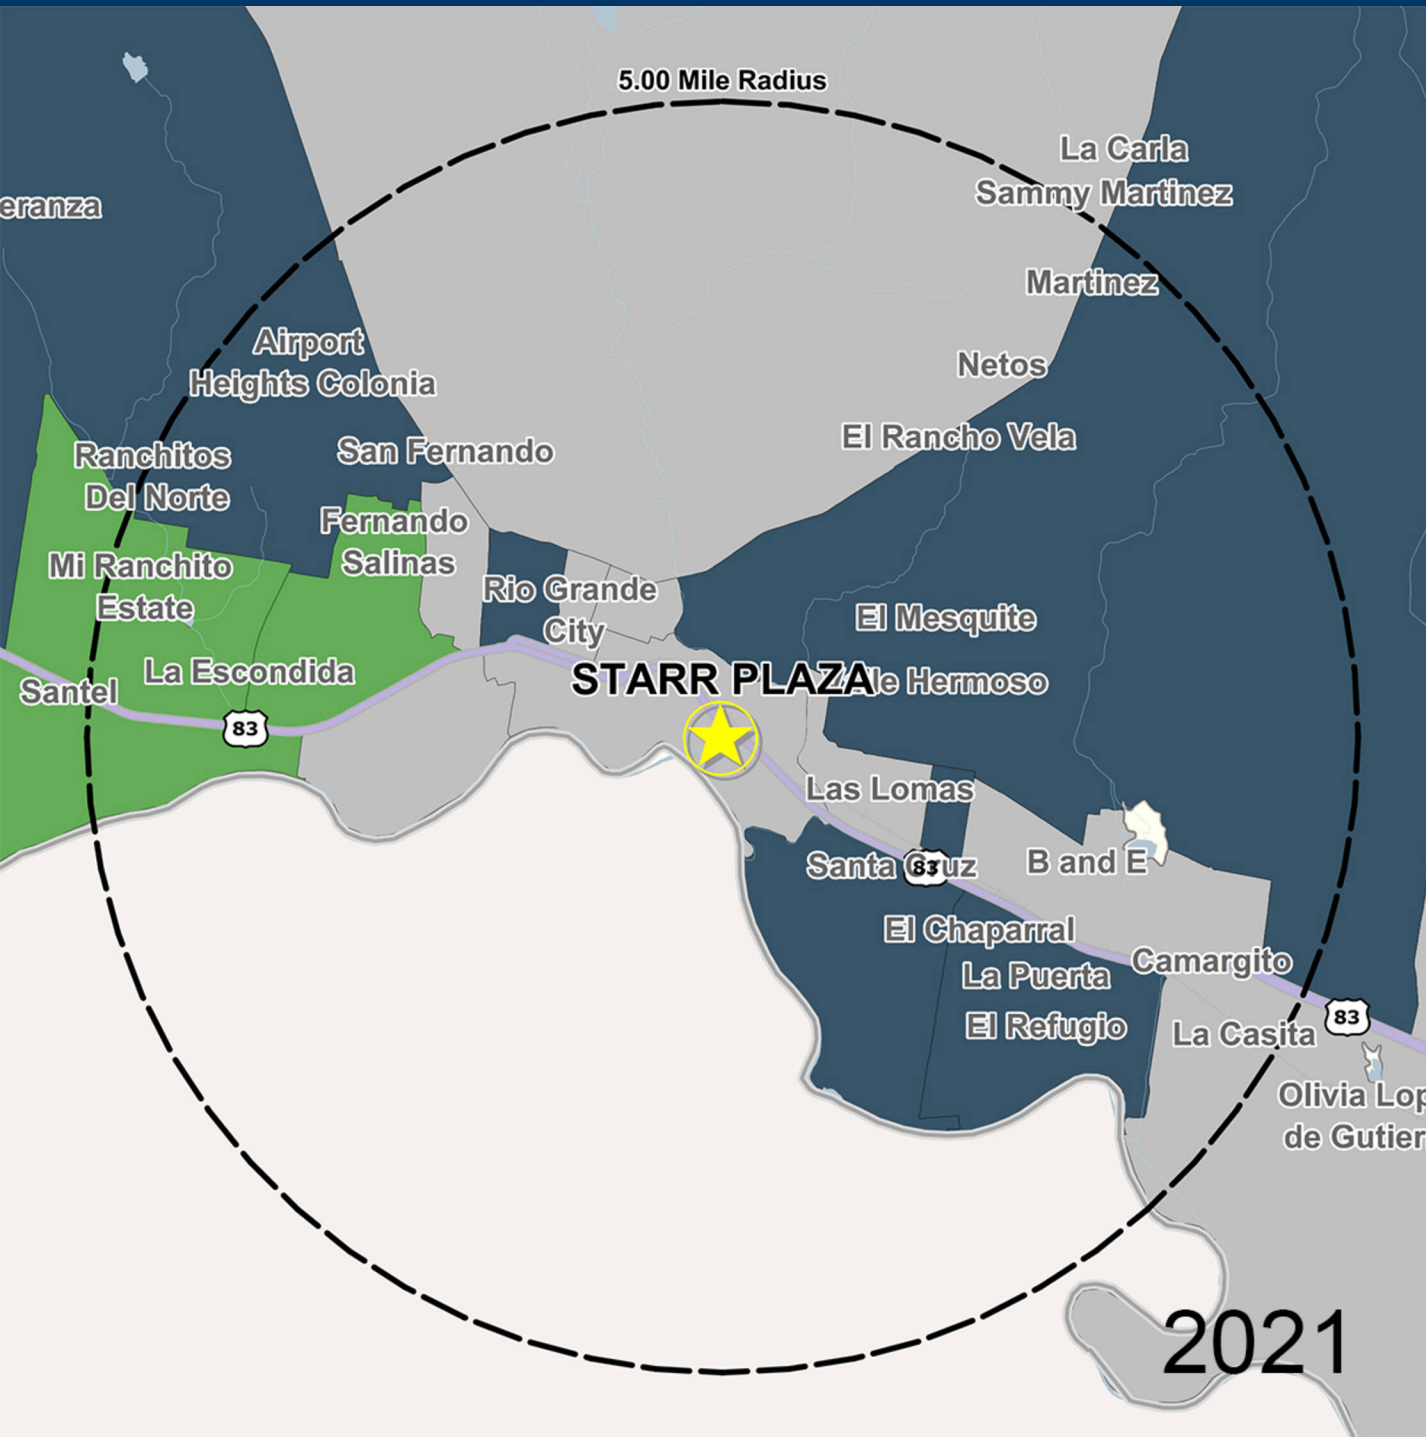 5.00 Mile Radius
La Carla
Sammy Martinez
eranza
Martinez
Airport
Heights Colonia
Netos
El Rancho Vela
San Fernando
Ranchitos
Del Norte
Fernando
Salinas
Mi Ranchito
Estate
Rio Grande
City
El Mesquite
La Escondida
STARR PLAZA
le Hermoso
Santel
83
Las Lomas
Santa Cruz
83
B and E
El Chaparral
La Puerta
Camargito
El Refugio
La Casita
83
Olivia Lop
de Gutier
2021